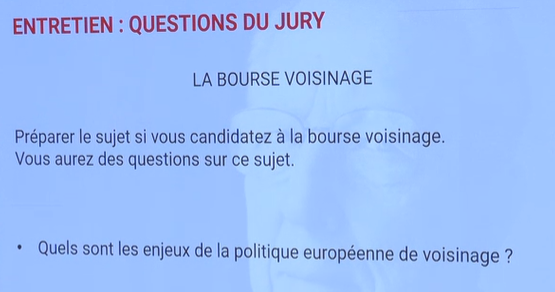 ENTRETIEN : QUESTIONS DU JURY
LA BOURSE VOISINAGE
Préparer le sujet si vous candidatez à la bourse voisinage.
Vous aurez des questions sur ce sujet.
• Quels sont les enjeux de la politique européenne de voisinage ?